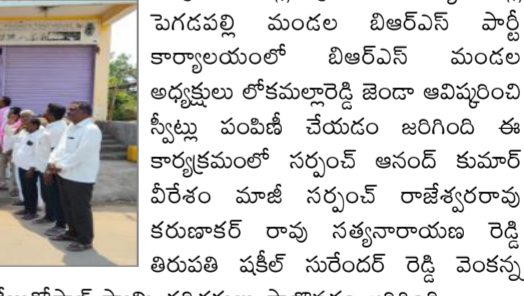 పెగడపల్లి మండల బిఆర్ఎస్ పార్టీ
కార్యాలయంలో బిఆర్ఎస్ మండల
అధ్యక్షులు లోకమల్లారెడ్డి జెండా ఆవిష్కరించి
స్వీట్లు పంపిణీ చేయడం జరిగింది ఈ
కార్యక్రమంలో సర్పంచ్ ఆనంద్ కుమార్
వీరేశం మాజీ సర్పంచ్ రాజేశ్వరరావు
కరుణాకర్ రావు సత్యనారాయణ రెడ్డి
తిరుపతి షకీల్ సురేందర్ రెడ్డి వెంకన్న